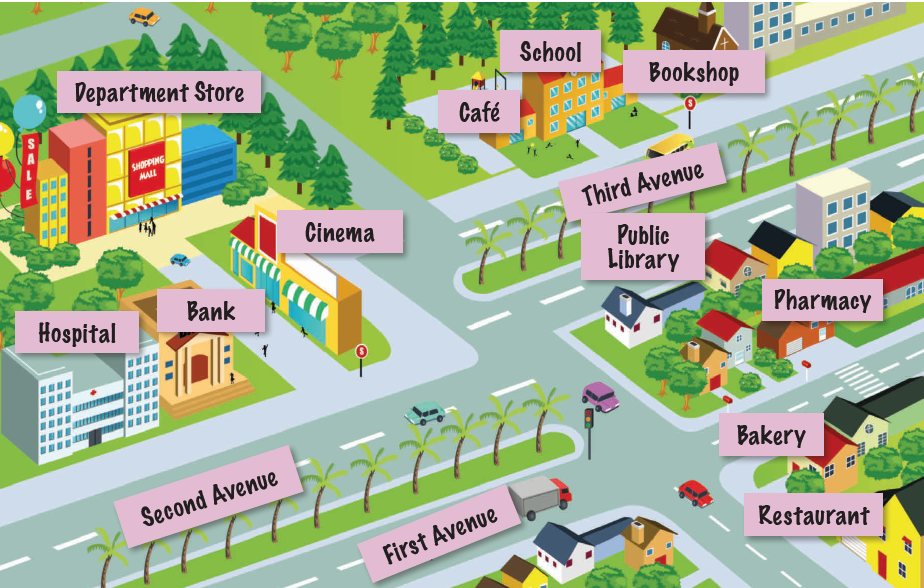 School
Bookshop
Department Store
Café
SALE
SHOPPING
MALL
Third Avenue
Cinema
Public
Library
Pharmacy
Bank
Hospital
S
S
Bakery
Second Avenue
First Avenue
Restaurant